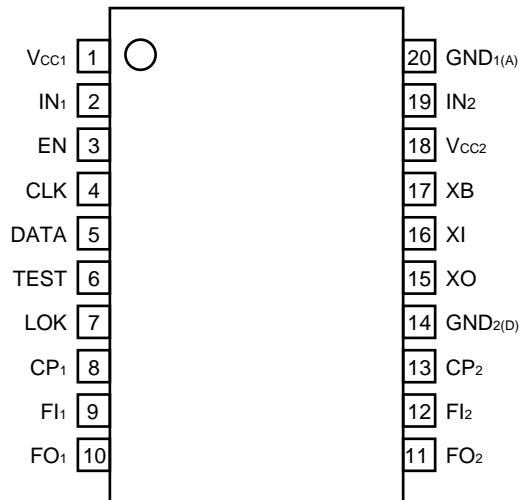 VCC1 1 20 GND1(A)
IN1 2 19 IN2
EN 3 18 VCC2
CLK 4 17 XB
DATA 5 16 XI
TEST 6 15 XO
LOK 7 14 GND2(D)
CP1 8 13 CP2
FI1 9 12 FI2
FO1 10 11 FO2